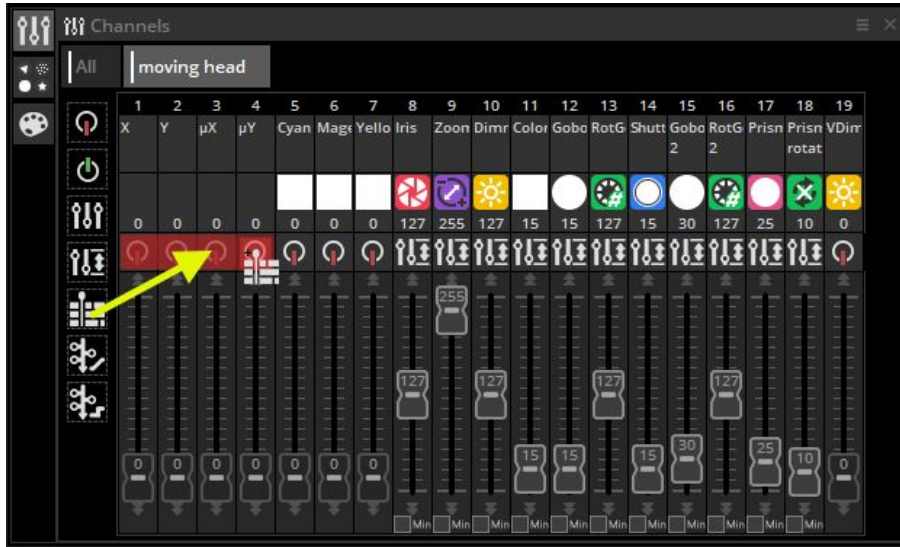 Channels
All moving head
1 2 3 4 5 6 7 8 9 10 11 12 13 14 15 16 17 18 19
X Y µX µY Cyan Mage Yello Iris Zoon Dimr Color Gobo RotG Shutt Gobo RotG Prisn Prisn VDim
2 2 rotat
0 0 0 0 0 0 0 127 255 127 15 15 127 15 30 127 25 10 0
255
127 127 127 127
15 15 15 30 25 10
0 0 0 0 0 0 0 0
Min Min Min Min Min Min Min Min Min Min Min